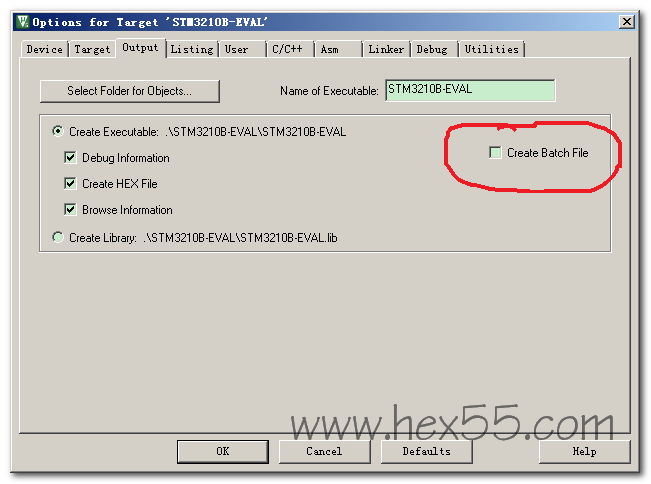 Options for Target 'STM3210B-EVAL'
Device Target Output Listing User C/C++ Asm Linker Debug Utilities
Select Folder for Objects... Name of Executable: STM3210B-EVAL
Create Executable: .\STM3210B-EVAL\STM3210B-EVAL
Debug Information Create Batch File
Create HEX File
Browse Information
Create Library: .\STM3210B-EVAL\STM3210B-EVAL.lib
www.hex55.com
OK Cancel Defaults Help